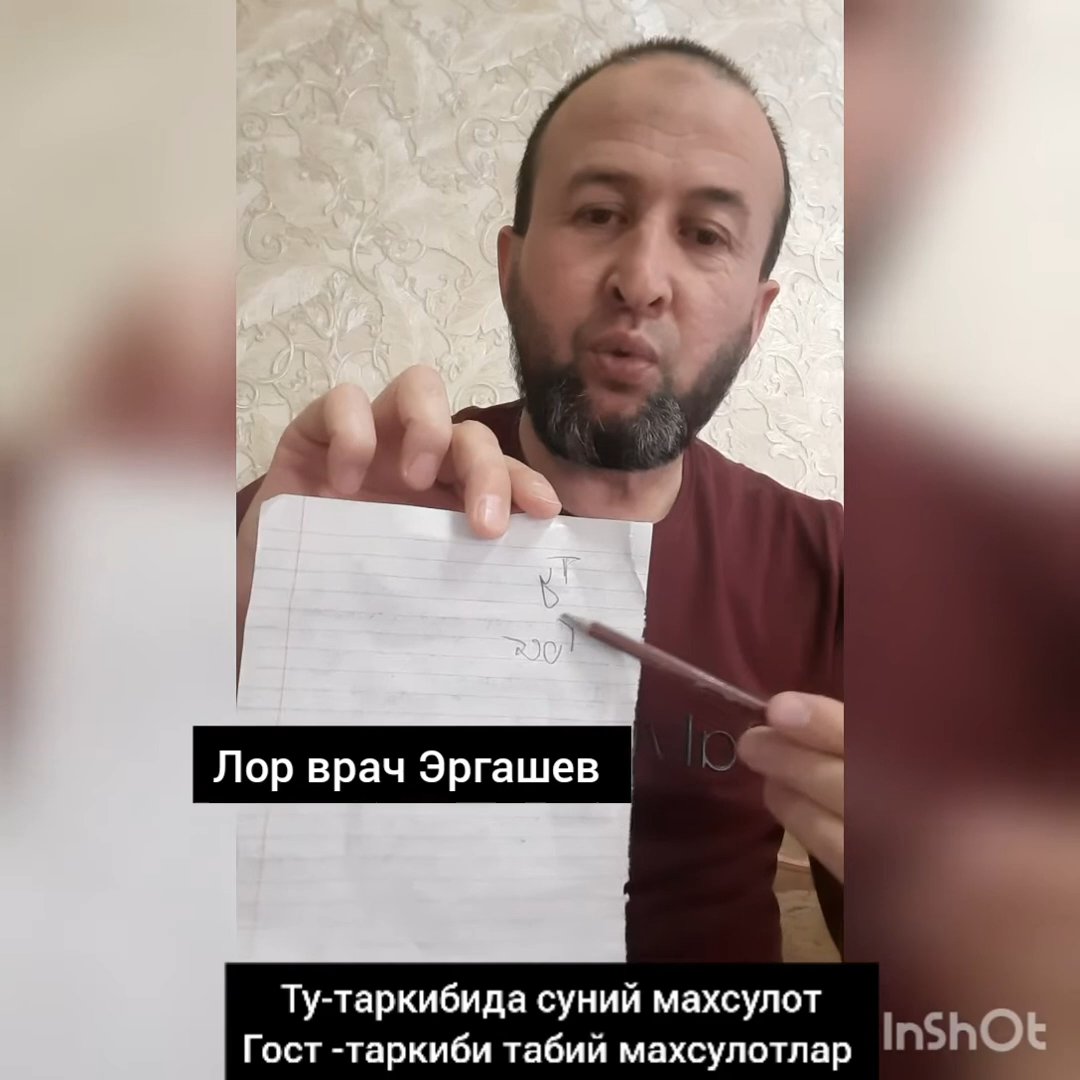 Лор врач Эргашев
Ту-таркибида суний махсулот
Гост -таркиби табий махсулотлар
InShOt